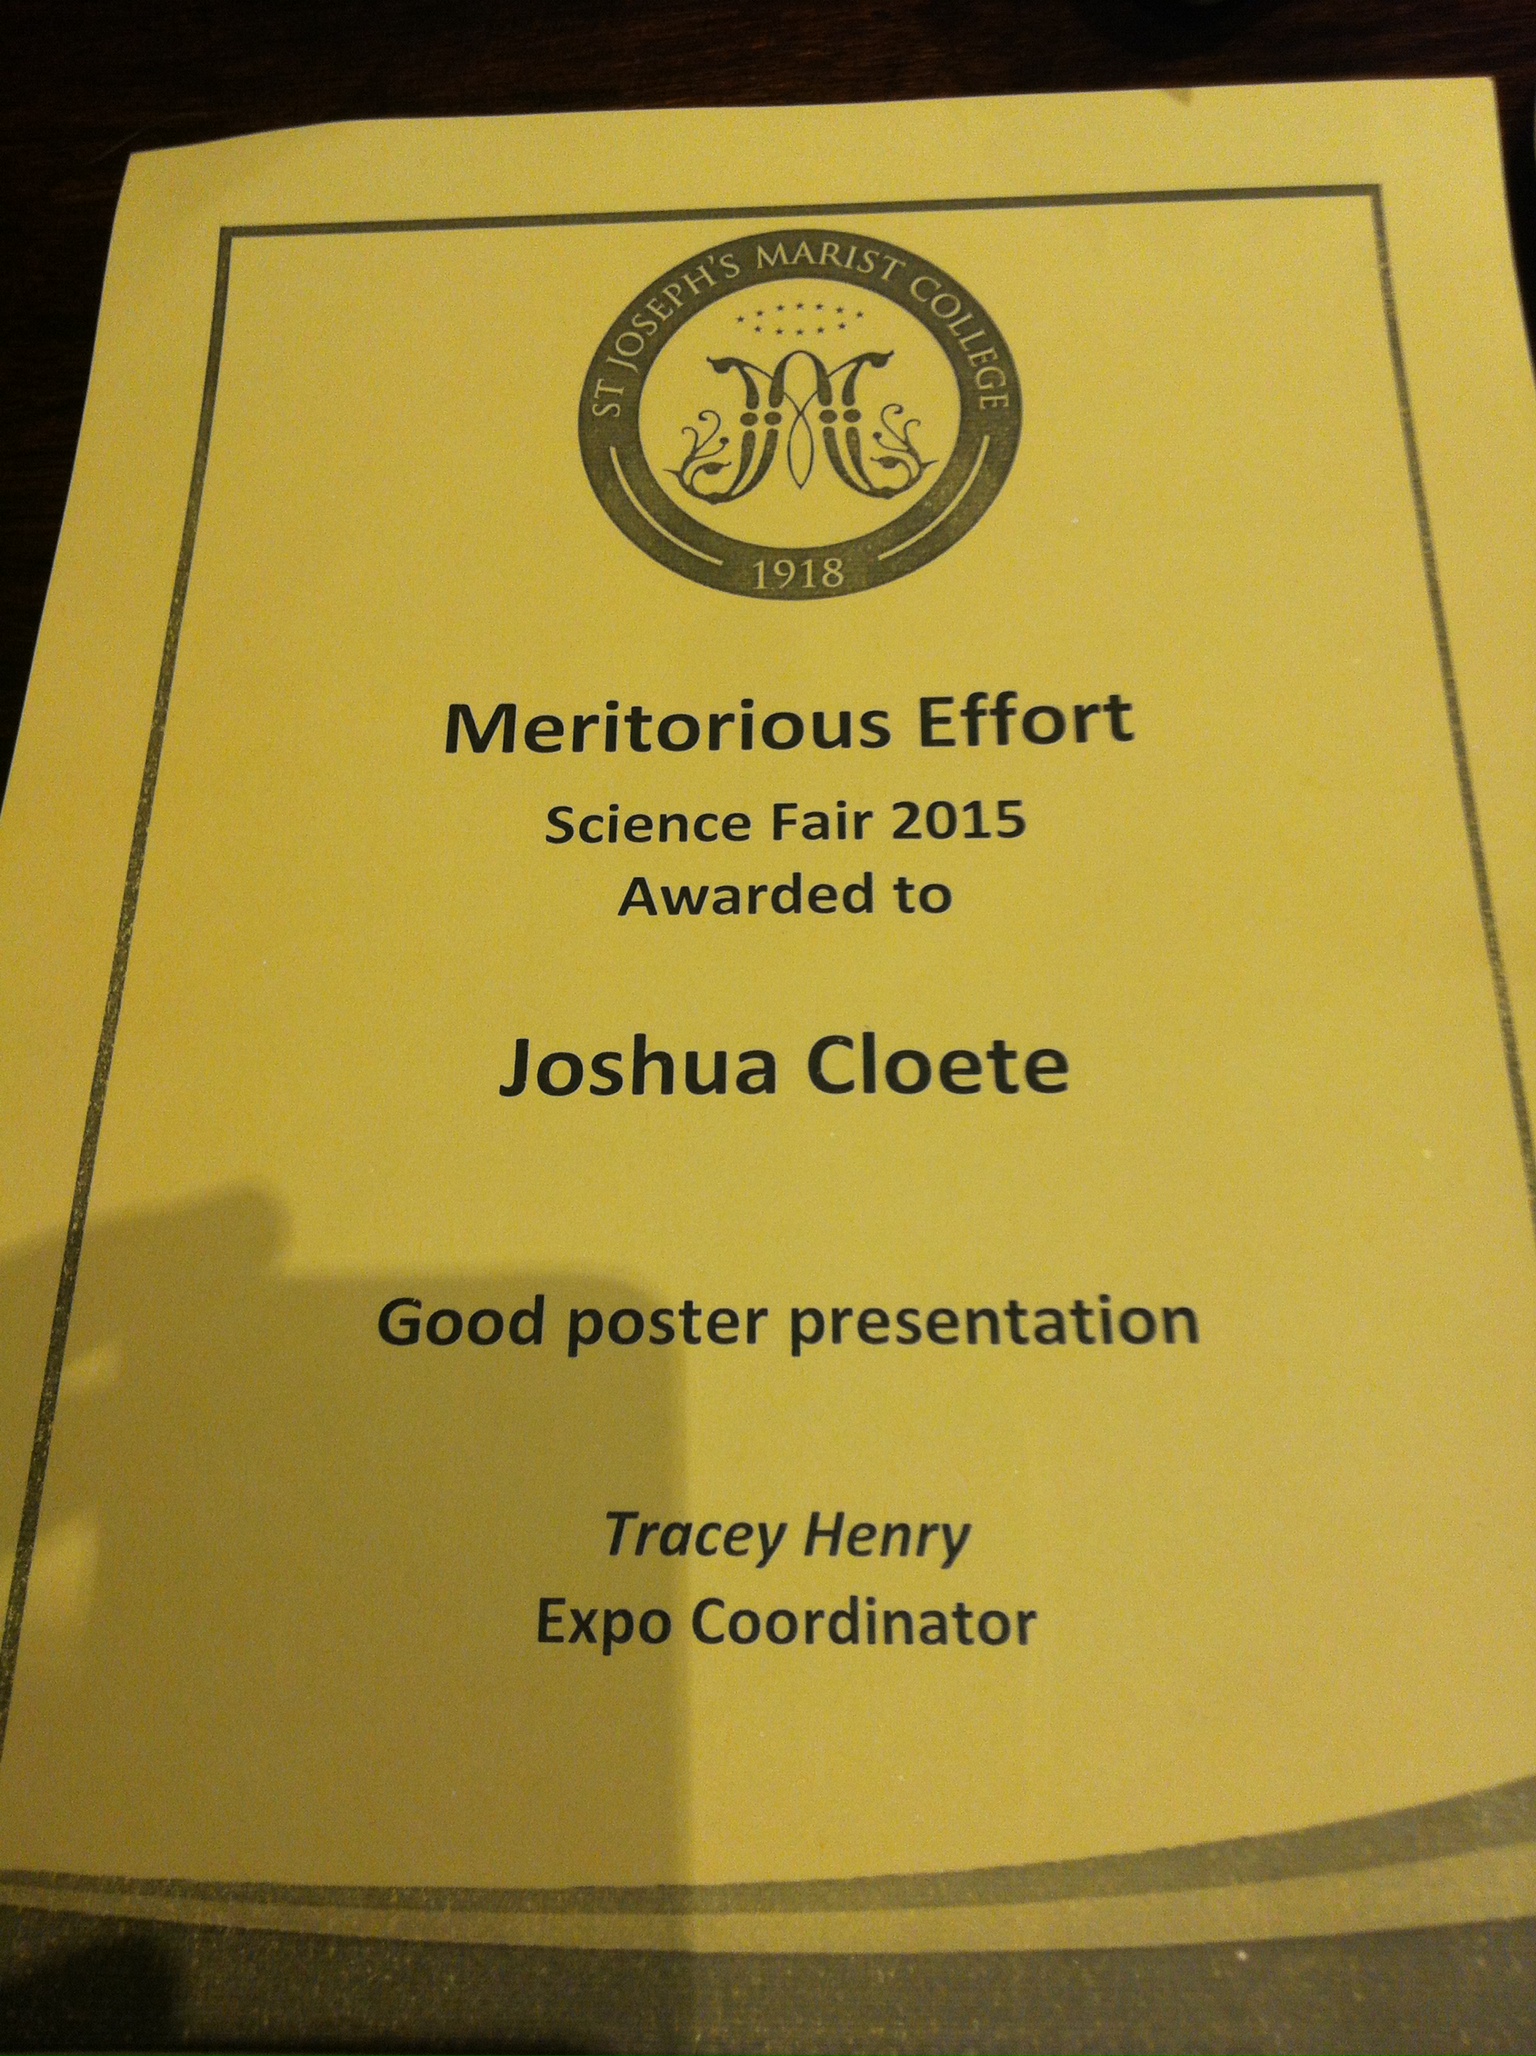 ST JOSEPH'S MARIST COLLEGE
1918
Meritorious Effort
Science Fair 2015
Awarded to
Joshua Cloete
Good poster presentation
Tracey Henry
Expo Coordinator